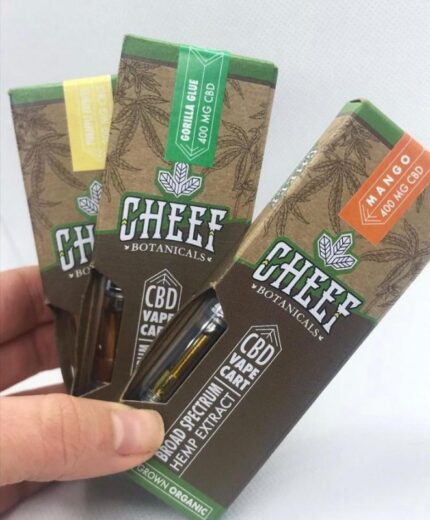 CHEEF
GORILLA GLUE
400 MG CBD
CHEEF
BOTANICALS
CBD
VAPE
CART
GROWN ORGANIC
MANGO
400 MG CBD
CHEEF
BOTANICALS
CBD
VAPE
CART
BROAD SPECTRUM
HEMP EXTRACT